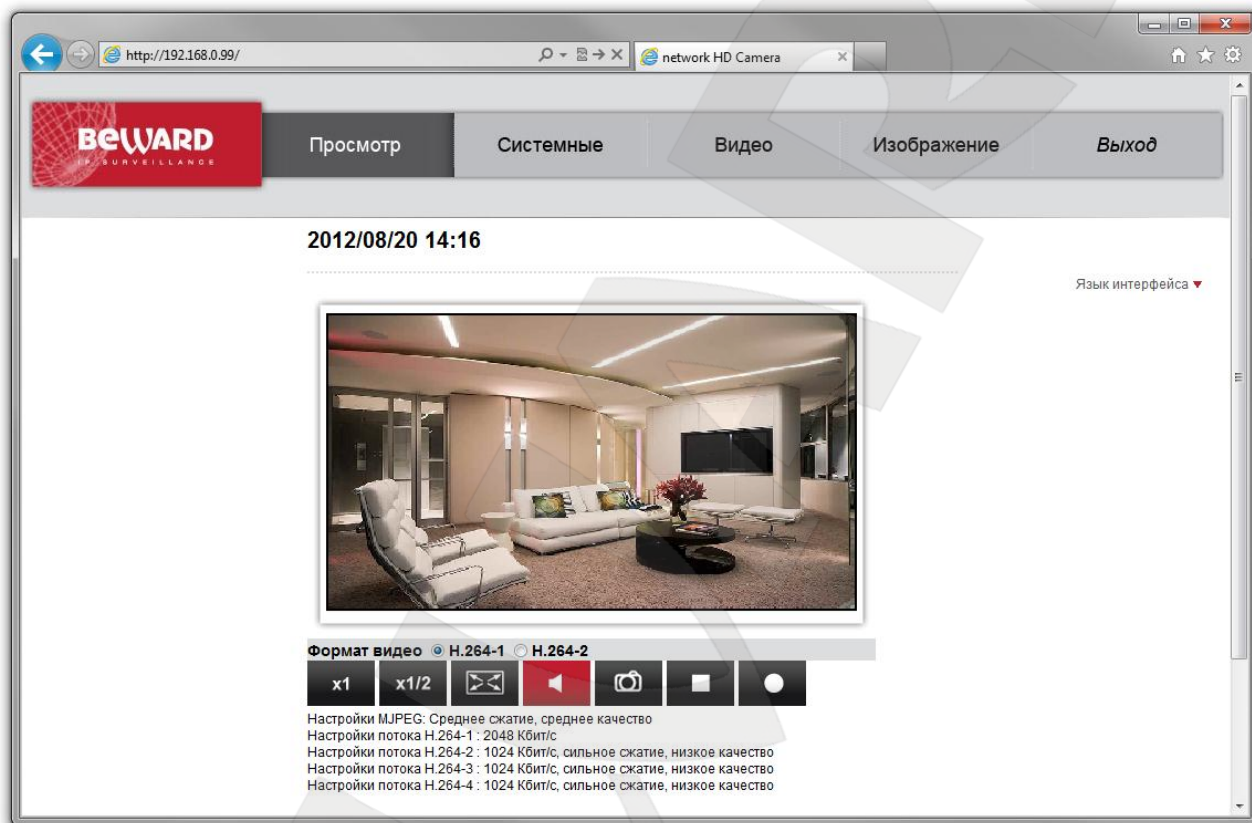 http://192.168.0.99/
network HD Camera
BEWARD
IP SURVEILLANCE
Просмотр
Системные
Видео
Изображение
Выход
2012/08/20 14:16
Язык интерфейса
Формат видео H.264-1 H.264-2
x1 x1/2
Настройки MJPEG: Среднее сжатие, среднее качество
Настройки потока H.264-1 : 2048 Кбит/с
Настройки потока H.264-2 : 1024 Кбит/с, сильное сжатие, низкое качество
Настройки потока H.264-3 : 1024 Кбит/с, сильное сжатие, низкое качество
Настройки потока H.264-4 : 1024 Кбит/с, сильное сжатие, низкое качество